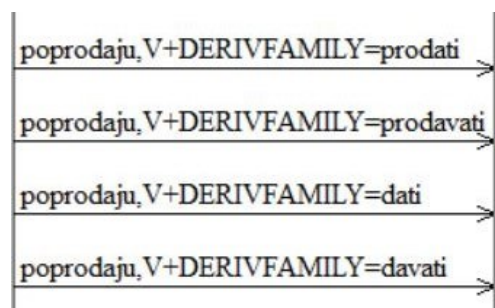 poprodaju,V+DERIVFAMILY=prodati
poprodaju,V+DERIVFAMILY=prodavati
poprodaju,V+DERIVFAMILY=dati
poprodaju,V+DERIVFAMILY=davati